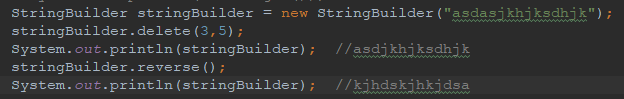 StringBuilder stringBuilder = new StringBuilder("asdasjkhjksdhjk");
stringBuilder.delete(3,5);
System.out.println(stringBuilder);  //asdjkhjksdhjk
stringBuilder.reverse();
System.out.println(stringBuilder);  //kjhdskjhkjdsa